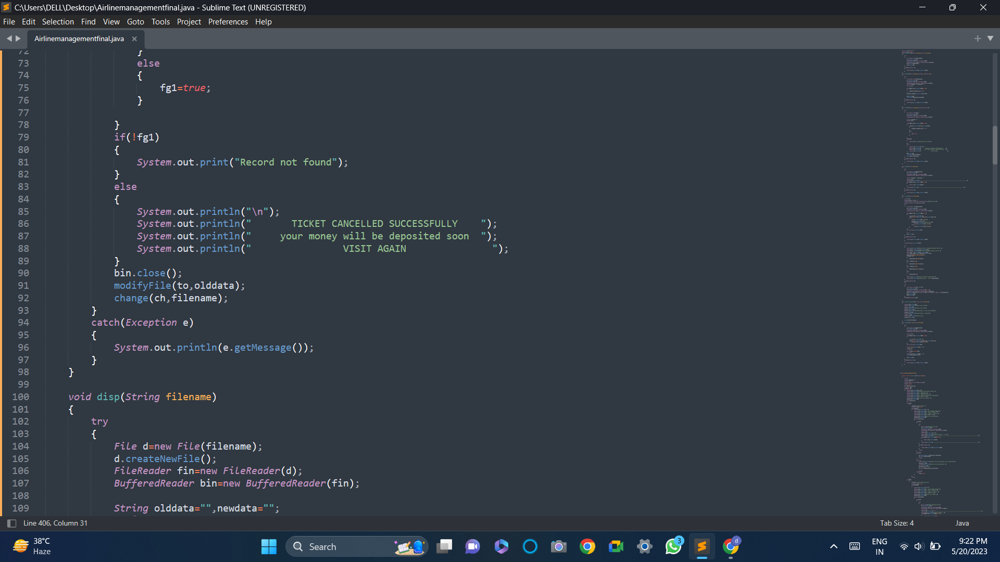 C:\Users\DELL\Desktop\Airlinemanagementfinal.java - Sublime Text (UNREGISTERED)
File Edit Selection Find View Goto Tools Project Preferences Help
Airlinemanagementfinal.java
72 }
73 else
74 {
75 fg1=true;
76 }
77
78 }
79 if(!fg1)
80 {
81 System.out.print("Record not found");
82 }
83 else
84 {
85 System.out.println("\n");
86 System.out.println("       TICKET CANCELLED SUCCESSFULLY    ");
87 System.out.println("     your money will be deposited soon  ");
88 System.out.println("                VISIT AGAIN               ");
89 }
90 bin.close();
91 modifyFile(to,olddata);
92 change(ch,filename);
93 }
94 catch(Exception e)
95 {
96 System.out.println(e.getMessage());
97 }
98 }
99
100 void disp(String filename)
101 {
102 try
103 {
104 File d=new File(filename);
105 d.createNewFile();
106 FileReader fin=new FileReader(d);
107 BufferedReader bin=new BufferedReader(fin);
108
109 String olddata="",newdata="";
Line 406, Column 31 Tab Size: 4 Java
38°C
Haze
Search
3
d
ENG
IN
9:22 PM
5/20/2023